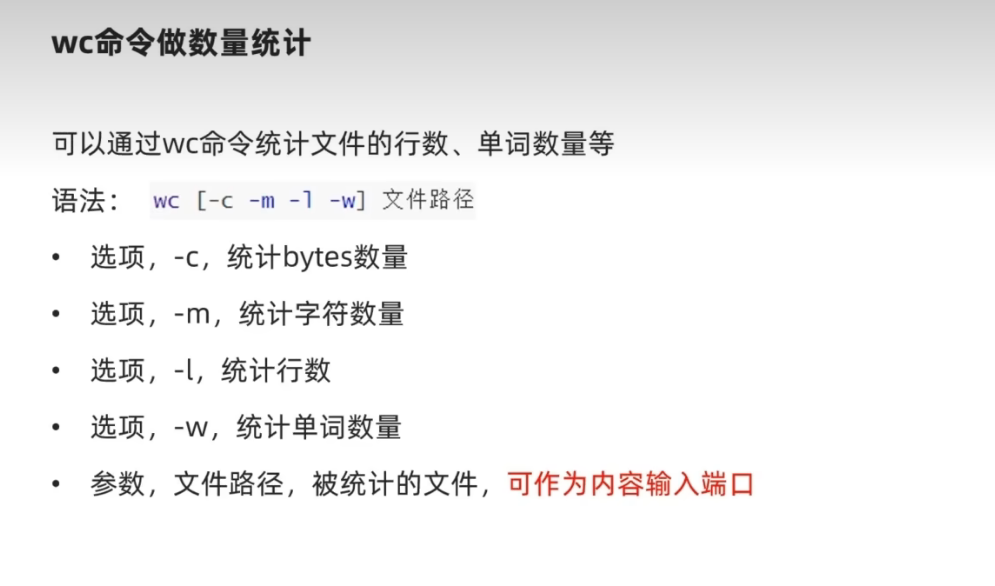 wc命令做数量统计
可以通过wc命令统计文件的行数、单词数量等
语法： wc [-c -m -l -w] 文件路径
• 选项，-c，统计bytes数量
• 选项，-m，统计字符数量
• 选项，-l，统计行数
• 选项，-w，统计单词数量
• 参数，文件路径，被统计的文件，可作为内容输入端口